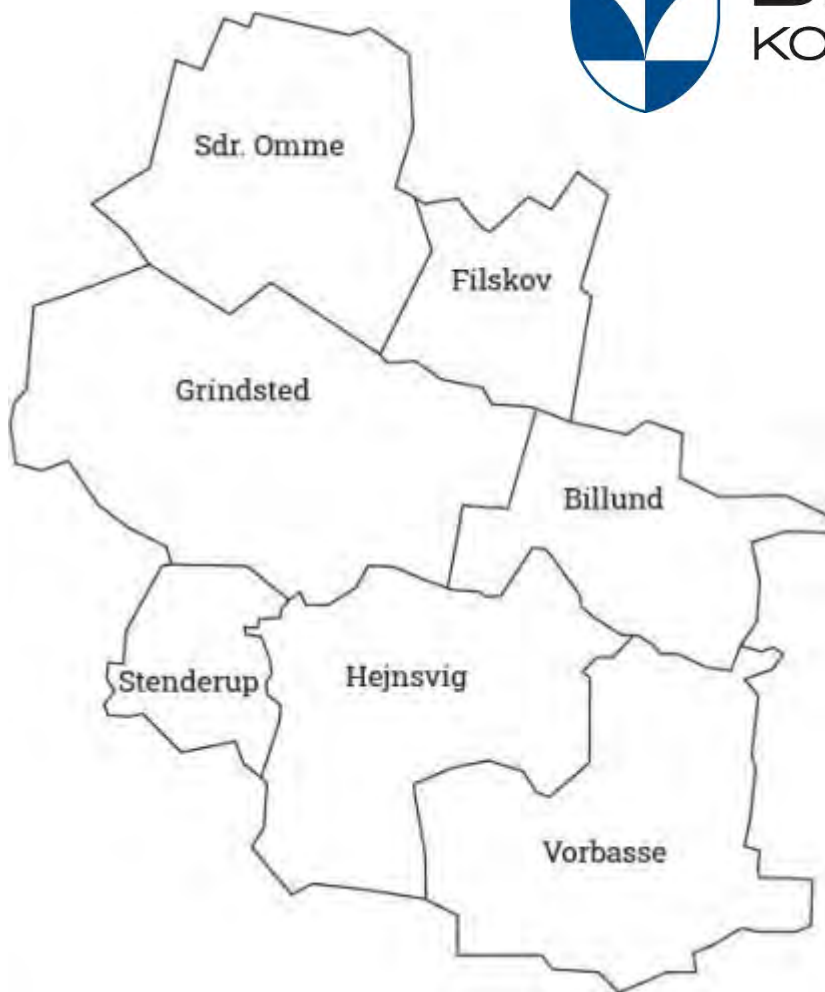 KO
Sdr. Omme
Filskov
Grindsted
Billund
Stenderup
Hejnsvig
Vorbasse